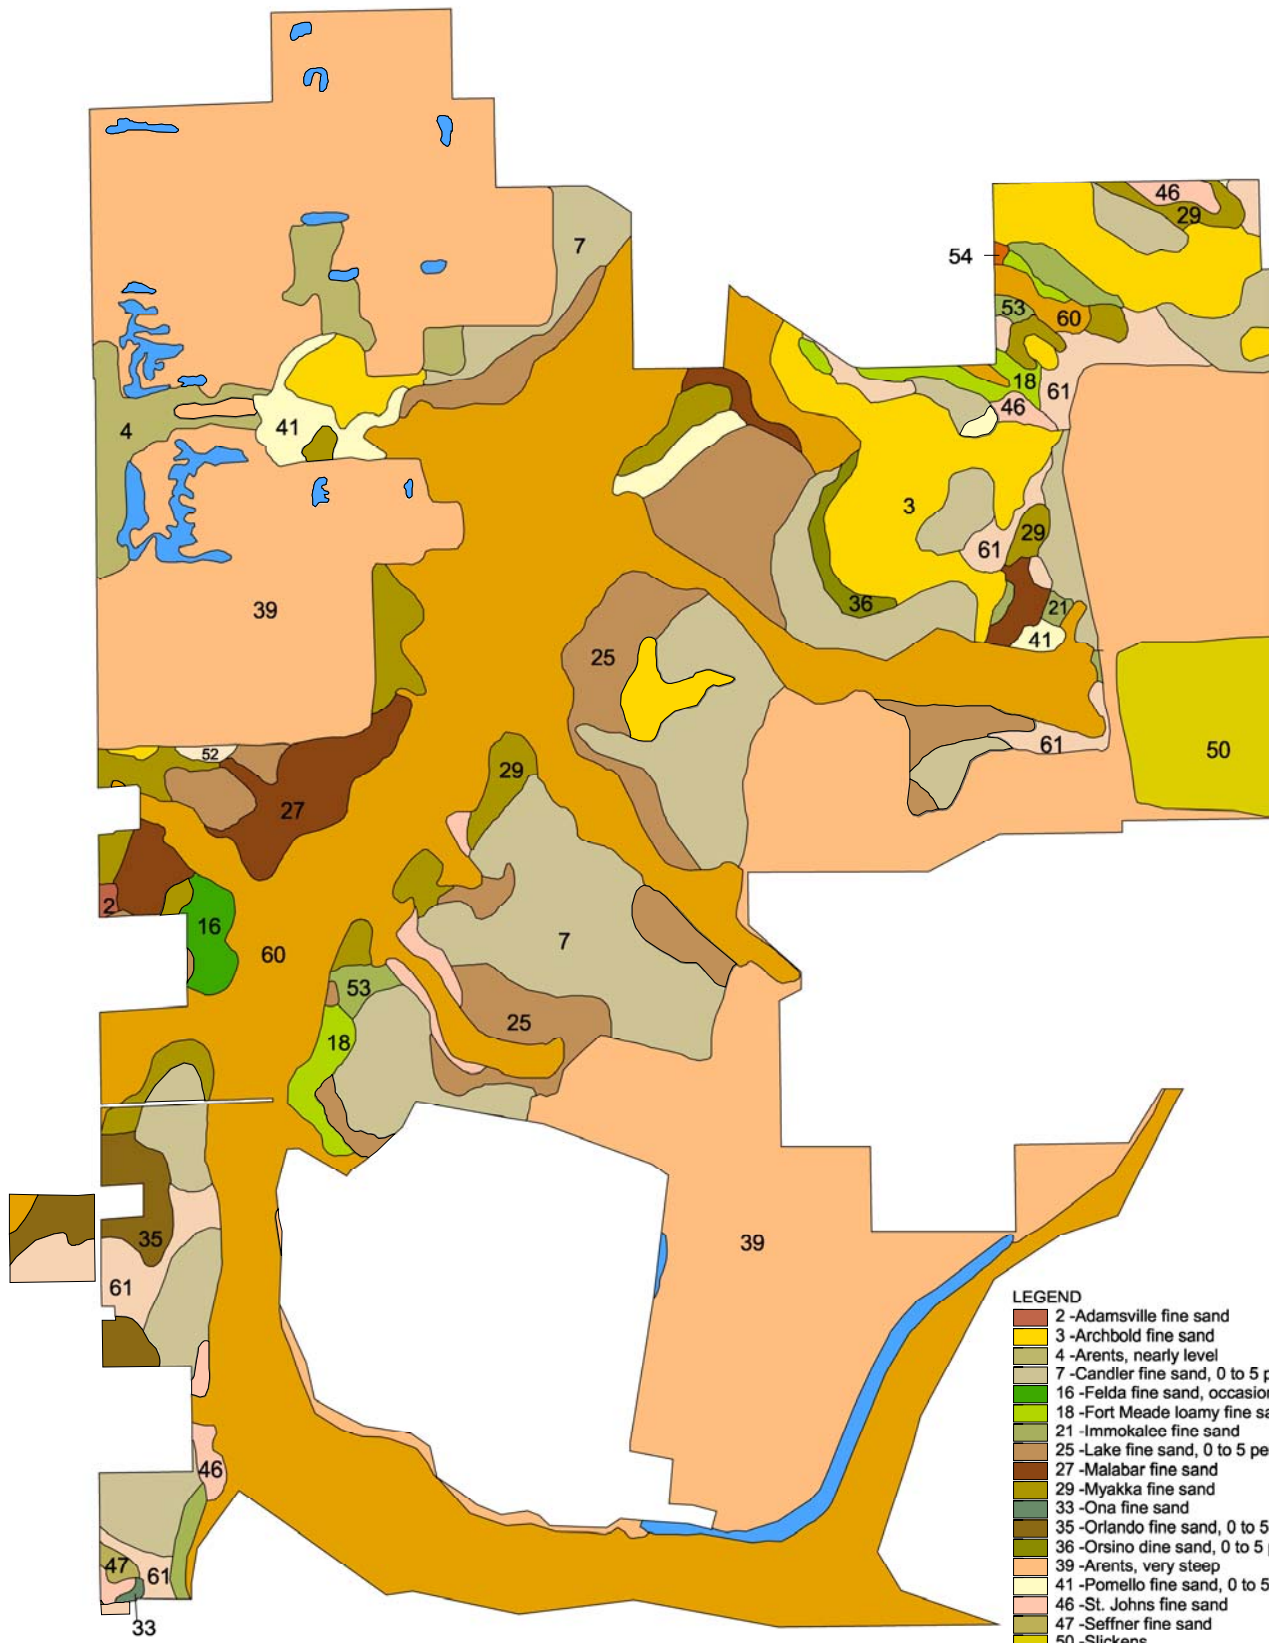 46
29
7
54
53
60
18
61
46
41
4
3
29
61
39
36
21
41
25
61
52
50
29
27
2
16
7
60
53
25
18
35
39
61
46
47
61
33
LEGEND
2 -Adamsville fine sand
3 -Archbold fine sand
4 -Arents, nearly level
7 -Candler fine sand, 0 to 5 p
16 -Felda fine sand, occasion
18 -Fort Meade loamy fine sa
21 -Immokalee fine sand
25 -Lake fine sand, 0 to 5 pe
27 -Malabar fine sand
29 -Myakka fine sand
33 -Ona fine sand
35 -Orlando fine sand, 0 to 5
36 -Orsino dine sand, 0 to 5 p
39 -Arents, very steep
41 -Pomello fine sand, 0 to 5
46 -St. Johns fine sand
47 -Seffner fine sand
50 -Slickens